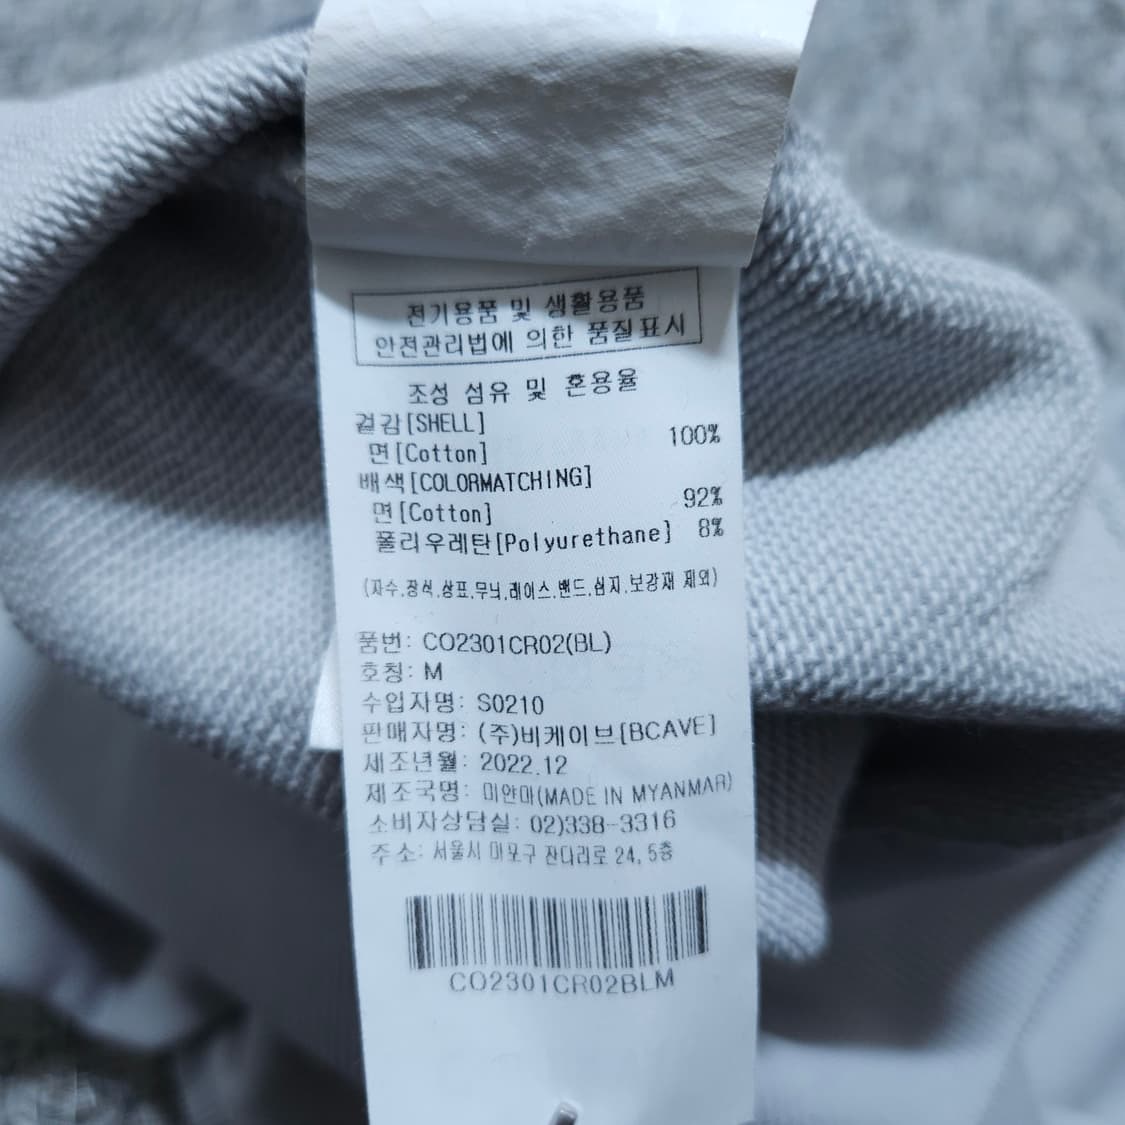 전기용품 및 생활용품
안전관리법에 의한 품질표시
조성 섬유 및 혼용율
겉감[SHELL]
면[Cotton] 100%
배색[COLORMATCHING]
면[Cotton] 92%
폴리우레탄[Polyurethane] 8%
(자수.장식.상표.무늬.레이스.밴드.심지.보강재 제외)
품번: CO2301CR02(BL)
호칭: M
수입자명: S0210
판매자명: (주)비케이브[BCAVE]
제조년월: 2022.12
제조국명: 미얀마(MADE IN MYANMAR)
소비자상담실: 02)338-3316
주소: 서울시 마포구 잔다리로 24, 5층
CO2301CR02BLM